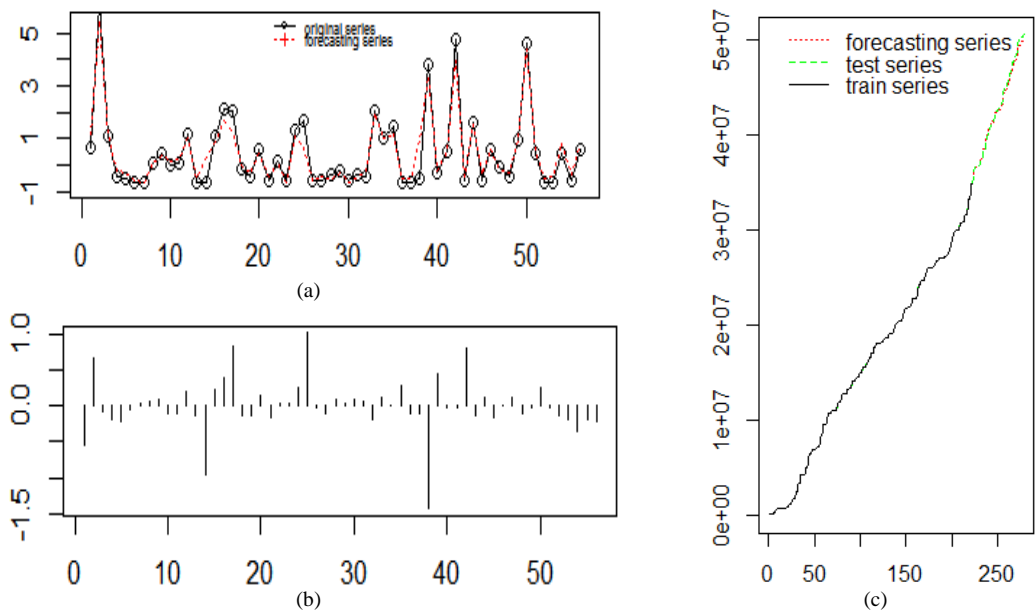 original series
forecasting series
5
3
1
-1
0 10 20 30 40 50
(a)
1.0
0.0
-1.5
0 10 20 30 40 50
(b)
forecasting series
test series
train series
5e+07
4e+07
3e+07
2e+07
1e+07
0e+00
0 50 150 250
(c)